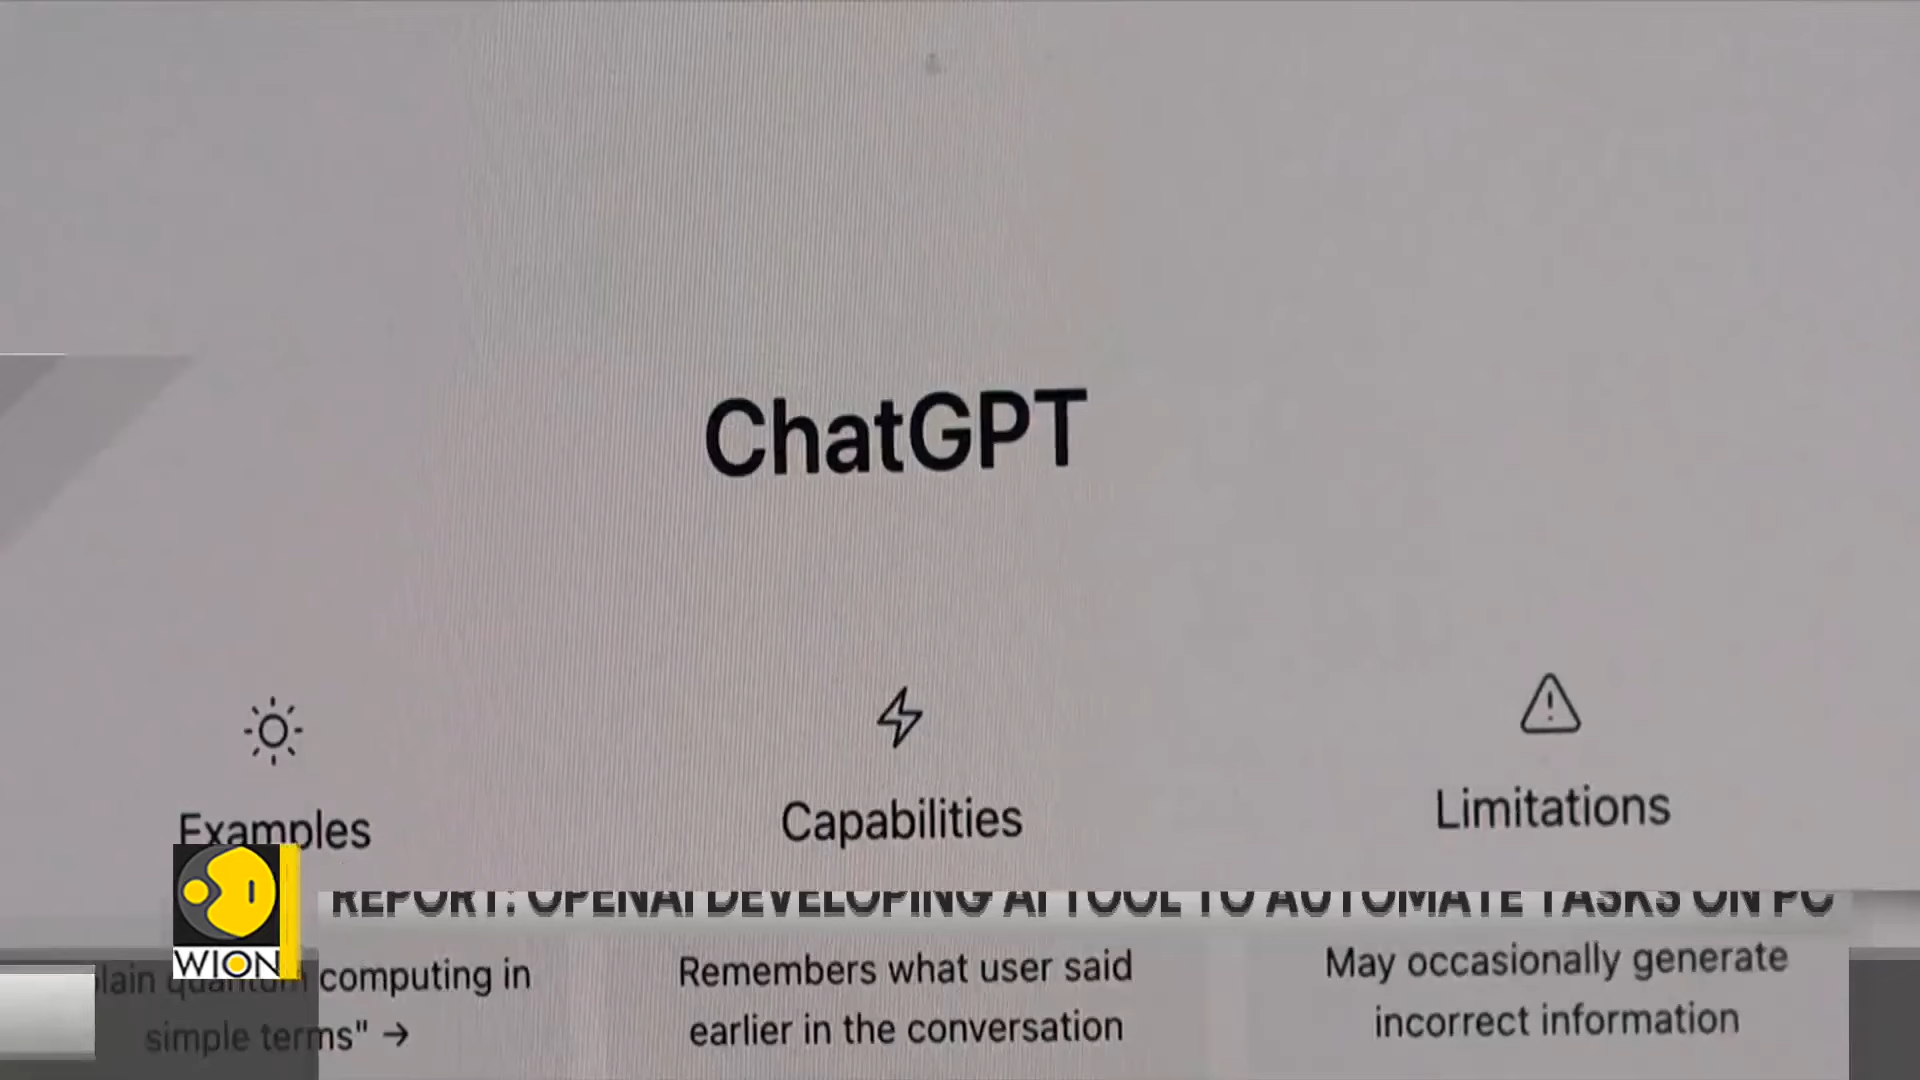 ChatGPT
Examples
Capabilities
Limitations
REPORT: OPENAI DEVELOPING AI TOOL TO AUTOMATE TASKS ON PC
WION
computing in
simple terms" →
Remembers what user said
earlier in the conversation
May occasionally generate
incorrect information